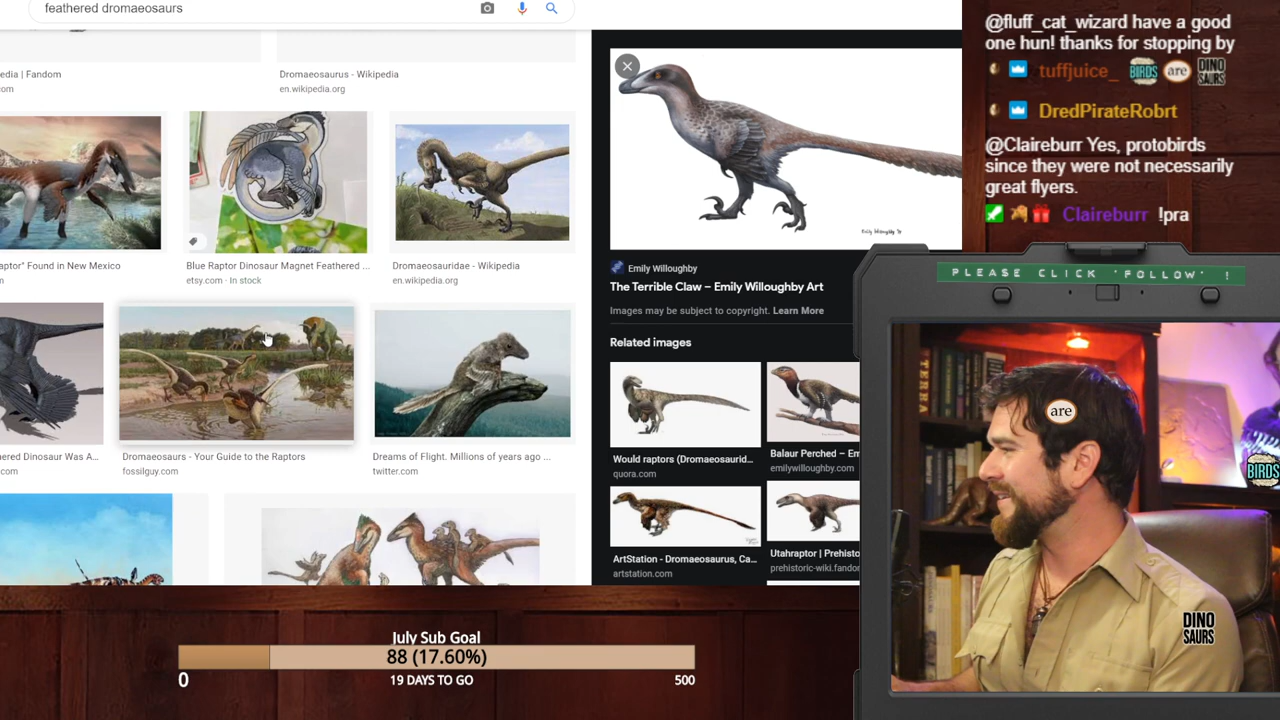 feathered dromaeosaurs
edia | Fandom
com
Dromaeosaurus - Wikipedia
en.wikipedia.org
aptor" Found in New Mexico
m
Blue Raptor Dinosaur Magnet Feathered ...
etsy.com · In stock
Dromaeosauridae - Wikipedia
en.wikipedia.org
ered Dinosaur Was A...
com
Dromaeosaurs - Your Guide to the Raptors
fossilguy.com
Dreams of Flight. Millions of years ago ...
twitter.com
Emily Willoughby
The Terrible Claw – Emily Willoughby Art
Images may be subject to copyright. Learn More
Related images
Would raptors (Dromaeosaurid...
quora.com
Balaur Perched – Em
emilywilloughby.com
ArtStation - Dromaeosaurus, Ca...
artstation.com
Utahraptor | Prehisto
prehistoric-wiki.fandom
@fluff_cat_wizard have a good
one hun! thanks for stopping by
tuffjuice_ BIRDS are DINO
SAURS
DredPirateRobrt
@Claireburr Yes, protobirds
since they were not necessarily
great flyers.
Claireburr !pra
PLEASE CLICK 'FOLLOW' !
TERRA
are
BIRDS
DINO
SAURS
July Sub Goal
88 (17.60%)
0 19 DAYS TO GO 500